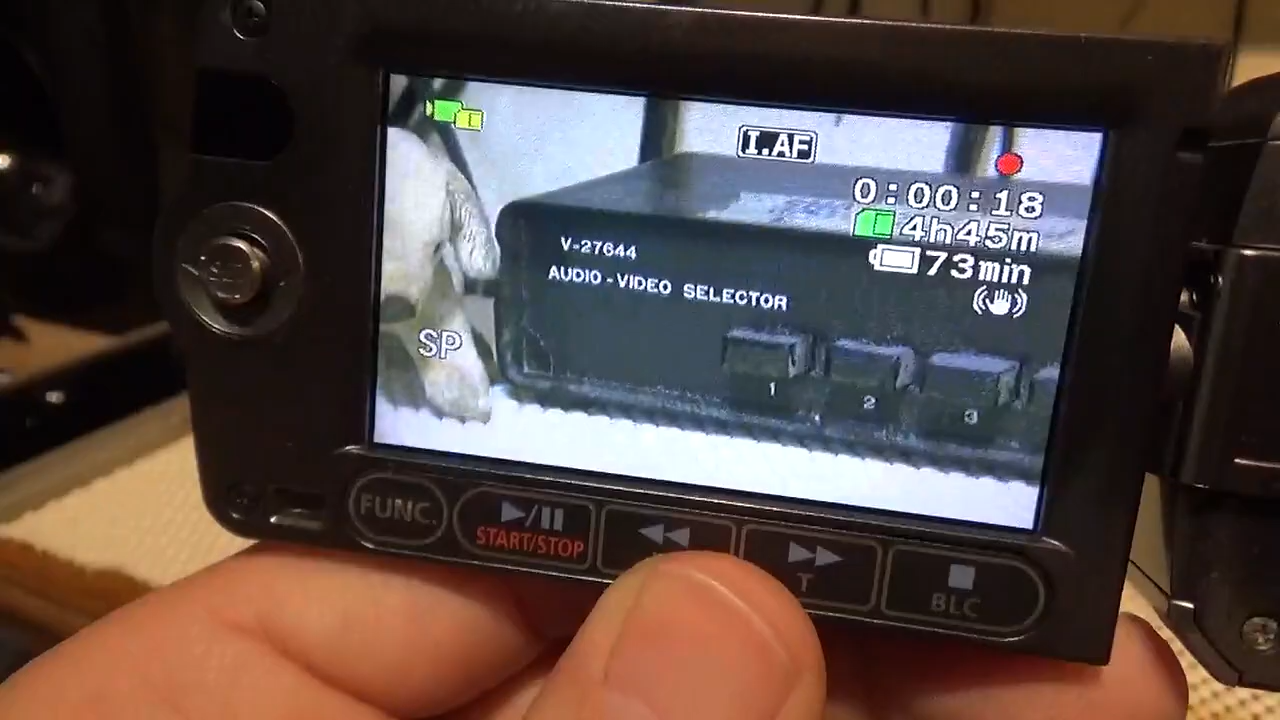 I.AF
0:00:18
4h45m
73min
V-27644
AUDIO-VIDEO SELECTOR
SP
1 2 3
FUNC.
START/STOP
T
BLC